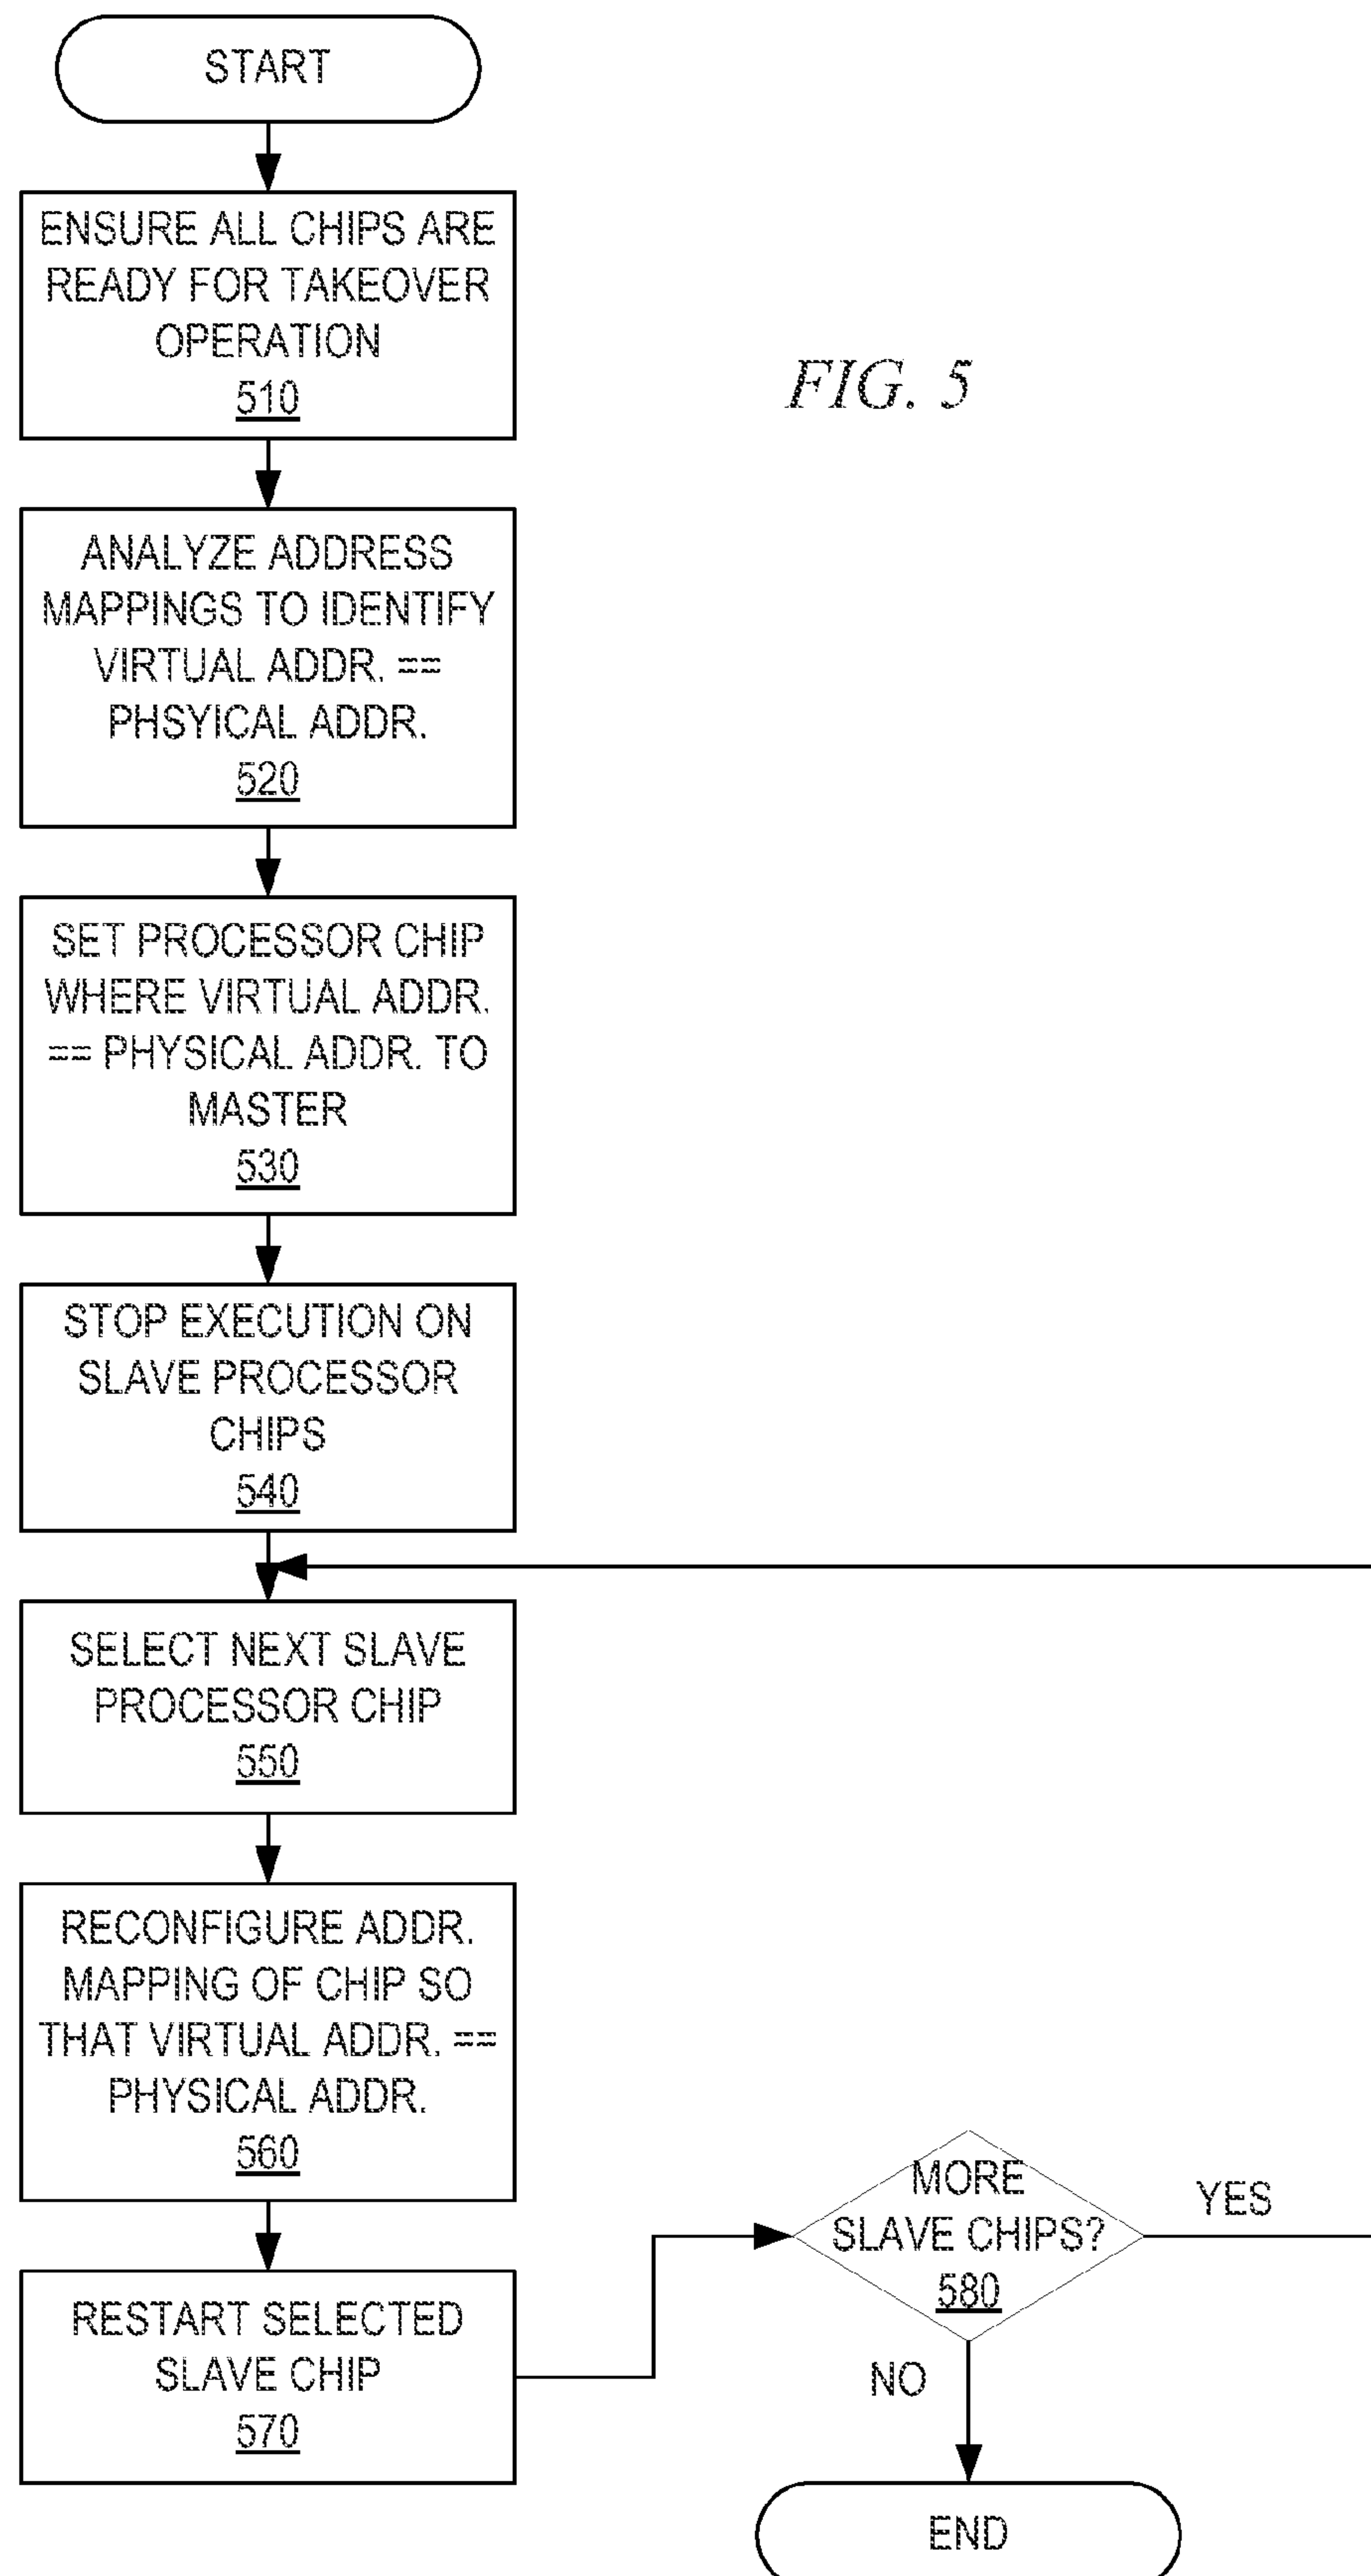 START
ENSURE ALL CHIPS ARE
READY FOR TAKEOVER
OPERATION
510
FIG. 5
ANALYZE ADDRESS
MAPPINGS TO IDENTIFY
VIRTUAL ADDR. ==
PHSYICAL ADDR.
520
SET PROCESSOR CHIP
WHERE VIRTUAL ADDR.
== PHYSICAL ADDR. TO
MASTER
530
STOP EXECUTION ON
SLAVE PROCESSOR
CHIPS
540
SELECT NEXT SLAVE
PROCESSOR CHIP
550
RECONFIGURE ADDR.
MAPPING OF CHIP SO
THAT VIRTUAL ADDR. ==
PHYSICAL ADDR.
560
RESTART SELECTED
SLAVE CHIP
570
MORE
SLAVE CHIPS?
580
YES
NO
END